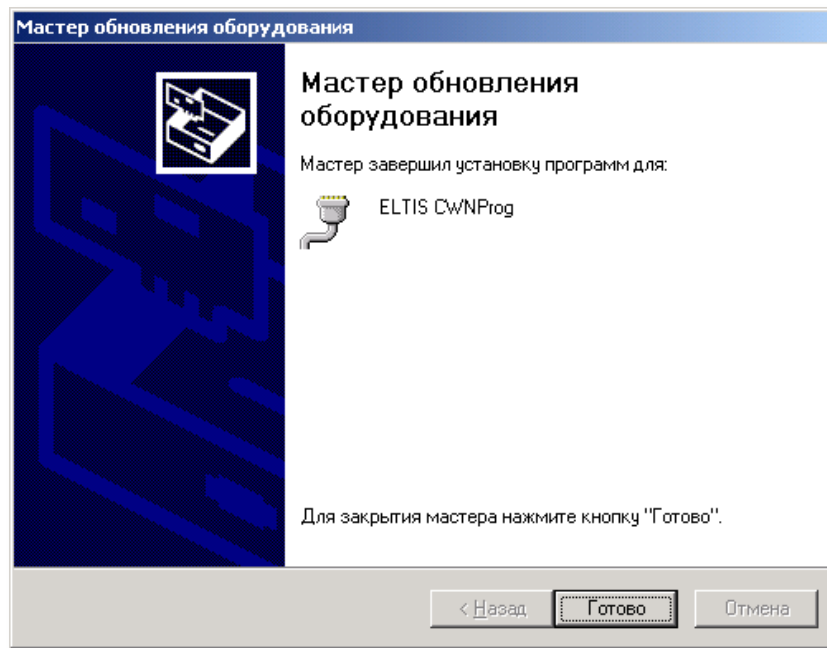 Мастер обновления оборудования
Мастер обновления
оборудования
Мастер завершил установку программ для:
ELTIS CWNProg
Для закрытия мастера нажмите кнопку "Готово".
< Назад
Готово
Отмена